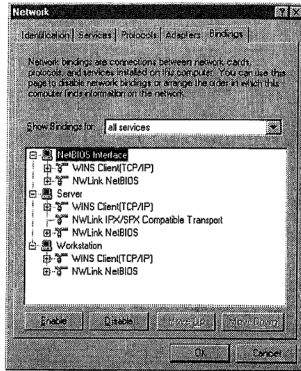 Network
Identification Services Protocols Adapters Bindings
Network bindings are connections between network cards,
protocols, and services installed on this computer. You can use this
page to disable network bindings or arrange the order in which this
computer finds information on the network.
Show Bindings for: all services
NetBIOS Interface
WINS Client(TCP/IP)
NWLink NetBIOS
Server
WINS Client(TCP/IP)
NWLink IPX/SPX Compatible Transport
NWLink NetBIOS
Workstation
WINS Client(TCP/IP)
NWLink NetBIOS
Enable Disable Move Up Move Down
OK Cancel